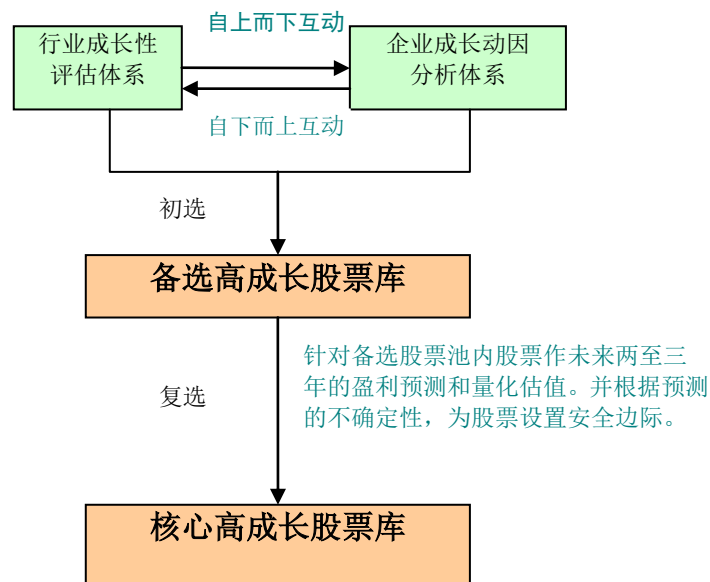 自上而下互动
行业成长性
评估体系
企业成长动因
分析体系
自下而上互动
初选
备选高成长股票库
针对备选股票池内股票作未来两至三
年的盈利预测和量化估值。并根据预测
的不确定性，为股票设置安全边际。
复选
核心高成长股票库